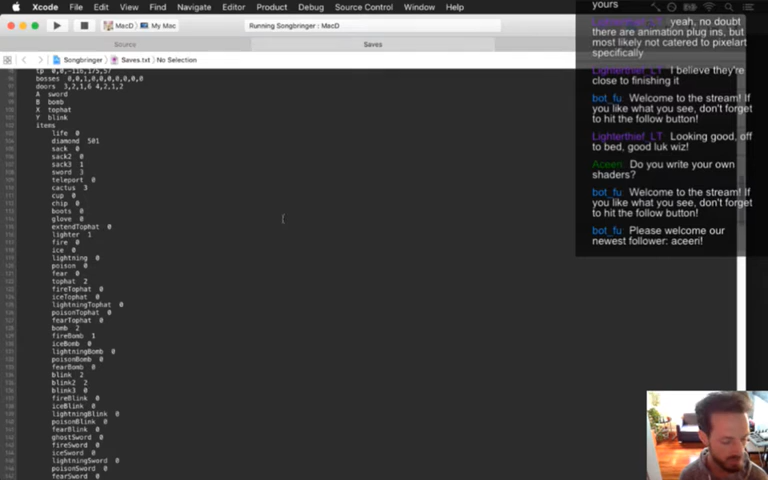 Xcode File Edit View Find Navigate Editor Product Debug Source Control Window Help
MacD My Mac
Running Songbringer : MacD
Source
Saves
Songbringer Saves.txt No Selection
tp 0,0,-116,175,57
bosses 0,0,1,0,0,0,0,0,0,0
doors 3,2,1,6 4,2,1,2
A sword
B bomb
X tophat
Y blink
items
life 0
diamond 501
sack 0
sack2 0
sack3 1
sword 3
teleport 0
cactus 3
cup 0
chip 0
boots 0
glove 0
extendTophat 0
lighter 1
fire 0
ice 0
lightning 0
poison 0
fear 0
tophat 2
fireTophat 0
iceTophat 0
lightningTophat 0
poisonTophat 0
fearTophat 0
bomb 2
fireBomb 1
iceBomb 0
lightningBomb 0
poisonBomb 0
fearBomb 0
blink 2
blink2 2
blink3 0
fireBlink 0
iceBlink 0
lightningBlink 0
poisonBlink 0
fearBlink 0
ghostSword 0
fireSword 0
iceSword 0
lightningSword 0
poisonSword 0
fearSword 0
yours
Lighterthief_LT yeah, no doubt
there are animation plug ins, but
most likely not catered to pixelart
specifically
Lighterthief_LT I believe they're
close to finishing it
bot_fu Welcome to the stream! If
you like what you see, don't forget
to hit the follow button!
Lighterthief_LT Looking good, off
to bed, good luk wiz!
Aceen Do you write your own
shaders?
bot_fu Welcome to the stream! If
you like what you see, don't forget
to hit the follow button!
bot_fu Please welcome our
newest follower: aceen!